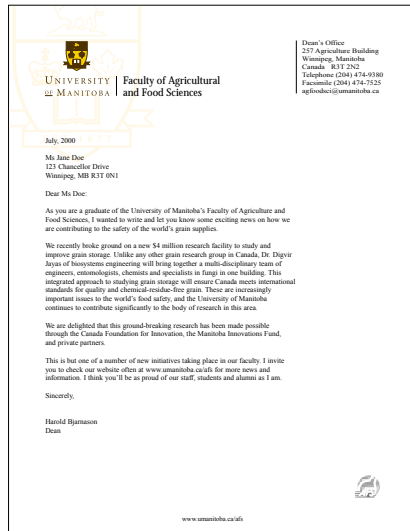 UNIVERSITY
OF MANITOBA
Faculty of Agricultural
and Food Sciences
Dean's Office
257 Agriculture Building
Winnipeg, Manitoba
Canada R3T 2N2
Telephone (204) 474-9380
Facsimile (204) 474-7525
agfoodsci@umanitoba.ca
July, 2000
Ms Jane Doe
123 Chancellor Drive
Winnipeg, MB R3T 0N1
Dear Ms Doe:
As you are a graduate of the University of Manitoba's Faculty of Agriculture and
Food Sciences, I wanted to write and let you know some exciting news on how we
are contributing to the safety of the world's grain supplies.
We recently broke ground on a new $4 million research facility to study and
improve grain storage. Unlike any other grain research group in Canada, Dr. Digvir
Jayas of biosystems engineering will bring together a multi-disciplinary team of
engineers, entomologists, chemists and specialists in fungi in one building. This
integrated approach to studying grain storage will ensure Canada meets international
standards for quality and chemical-residue-free grain. These are increasingly
important issues to the world's food safety, and the University of Manitoba
continues to contribute significantly to the body of research in this area.
We are delighted that this ground-breaking research has been made possible
through the Canada Foundation for Innovation, the Manitoba Innovations Fund,
and private partners.
This is but one of a number of new initiatives taking place in our faculty. I invite
you to check our website often at www.umanitoba.ca/afs for more news and
information. I think you'll be as proud of our staff, students and alumni as I am.
Sincerely,
Harold Bjarnason
Dean
www.umanitoba.ca/afs